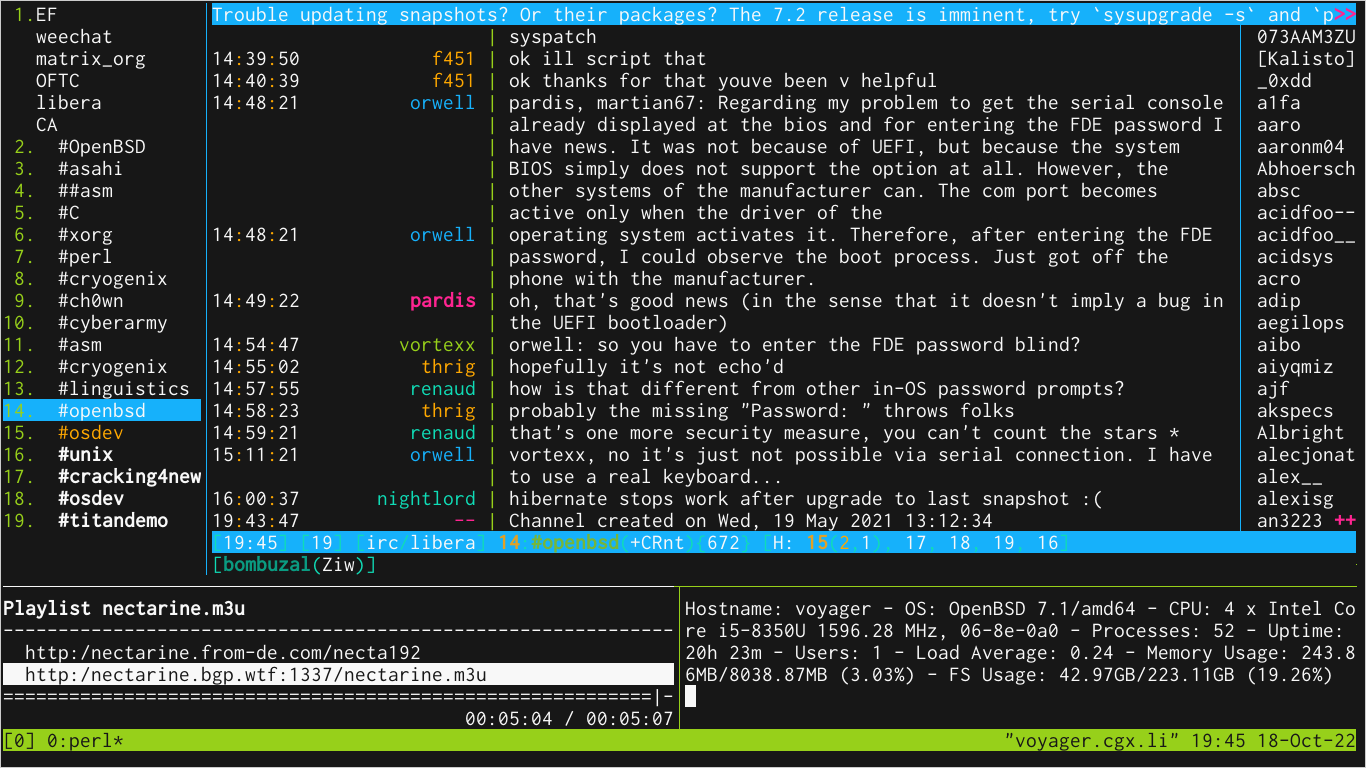 1.EF
weechat
matrix_org
OFTC
libera
CA
2. #OpenBSD
3. #asahi
4. ##asm
5. #C
6. #xorg
7. #perl
8. #cryogenix
9. #ch0wn
10. #cyberarmy
11. #asm
12. #cryogenix
13. #linguistics
14. #openbsd
15. #osdev
16. #unix
17. #cracking4new
18. #osdev
19. #titandemo
Trouble updating snapshots? Or their packages? The 7.2 release is imminent, try `sysupgrade -s` and `p>>
| syspatch
14:39:50 f451 | ok ill script that
14:40:39 f451 | ok thanks for that youve been v helpful
14:48:21 orwell | pardis, martian67: Regarding my problem to get the serial console
| already displayed at the bios and for entering the FDE password I
| have news. It was not because of UEFI, but because the system
| BIOS simply does not support the option at all. However, the
| other systems of the manufacturer can. The com port becomes
| active only when the driver of the
14:48:21 orwell | operating system activates it. Therefore, after entering the FDE
| password, I could observe the boot process. Just got off the
| phone with the manufacturer.
14:49:22 pardis | oh, that's good news (in the sense that it doesn't imply a bug in
| the UEFI bootloader)
14:54:47 vortexx | orwell: so you have to enter the FDE password blind?
14:55:02 thrig | hopefully it's not echo'd
14:57:55 renaud | how is that different from other in-OS password prompts?
14:58:23 thrig | probably the missing "Password: " throws folks
14:59:21 renaud | that's one more security measure, you can't count the stars *
15:11:21 orwell | vortexx, no it's just not possible via serial connection. I have
| to use a real keyboard...
16:00:37 nightlord | hibernate stops work after upgrade to last snapshot :(
19:43:47 -- | Channel created on Wed, 19 May 2021 13:12:34
[19:45] [19] [irc/libera] 14:#openbsd(+CRnt){672} [H: 15(2,1), 17, 18, 19, 16]
[bombuzal(Ziw)]
073AAM3ZU
[Kalisto]
_0xdd
a1fa
aaro
aaronm04
Abhoersch
absc
acidfoo--
acidfoo__
acidsys
acro
adip
aegilops
aibo
aiyqmiz
ajf
akspecs
Albright
alecjonat
alex__
alexisg
an3223 ++
Playlist nectarine.m3u
--------------------------------------------------------------
http:/nectarine.from-de.com/necta192
http:/nectarine.bgp.wtf:1337/nectarine.m3u
============================================================|-
00:05:04 / 00:05:07
Hostname: voyager - OS: OpenBSD 7.1/amd64 - CPU: 4 x Intel Co
re i5-8350U 1596.28 MHz, 06-8e-0a0 - Processes: 52 - Uptime:
20h 23m - Users: 1 - Load Average: 0.24 - Memory Usage: 243.8
6MB/8038.87MB (3.03%) - FS Usage: 42.97GB/223.11GB (19.26%)
[0] 0:perl* "voyager.cgx.li" 19:45 18-Oct-22